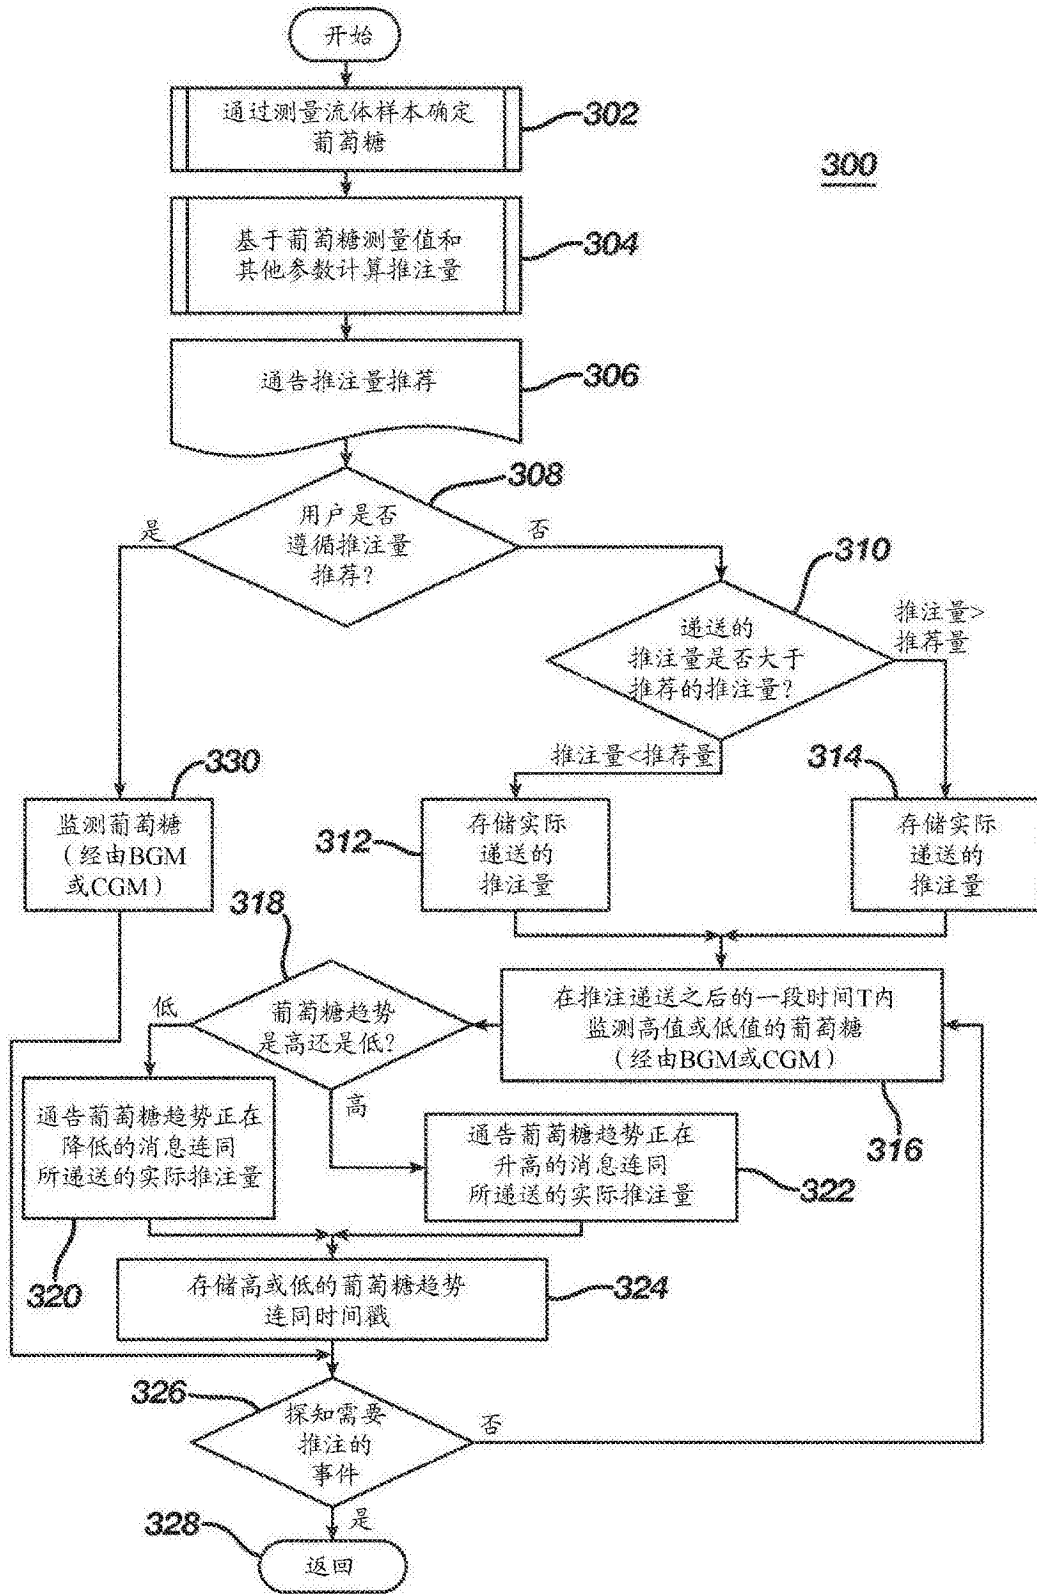 开始
通过测量流体样本确定
葡萄糖
302
300
基于葡萄糖测量值和
其他参数计算推注量
304
通告推注量推荐
306
308
用户是否
遵循推注量
推荐?
是
否
310
递送的
推注量是否大于
推荐的推注量?
推注量>
推荐量
推注量<推荐量
330
监测葡萄糖
(经由BGM
或CGM)
312
存储实际
递送的
推注量
314
存储实际
递送的
推注量
318
葡萄糖趋势
是高还是低?
低
高
在推注递送之后的一段时间T内
监测高值或低值的葡萄糖
(经由BGM或CGM)
316
通告葡萄糖趋势正在
降低的消息连同
所递送的实际推注量
320
通告葡萄糖趋势正在
升高的消息连同
所递送的实际推注量
322
存储高或低的葡萄糖趋势
连同时间戳
324
326
探知需要
推注的
事件
否
是
328
返回